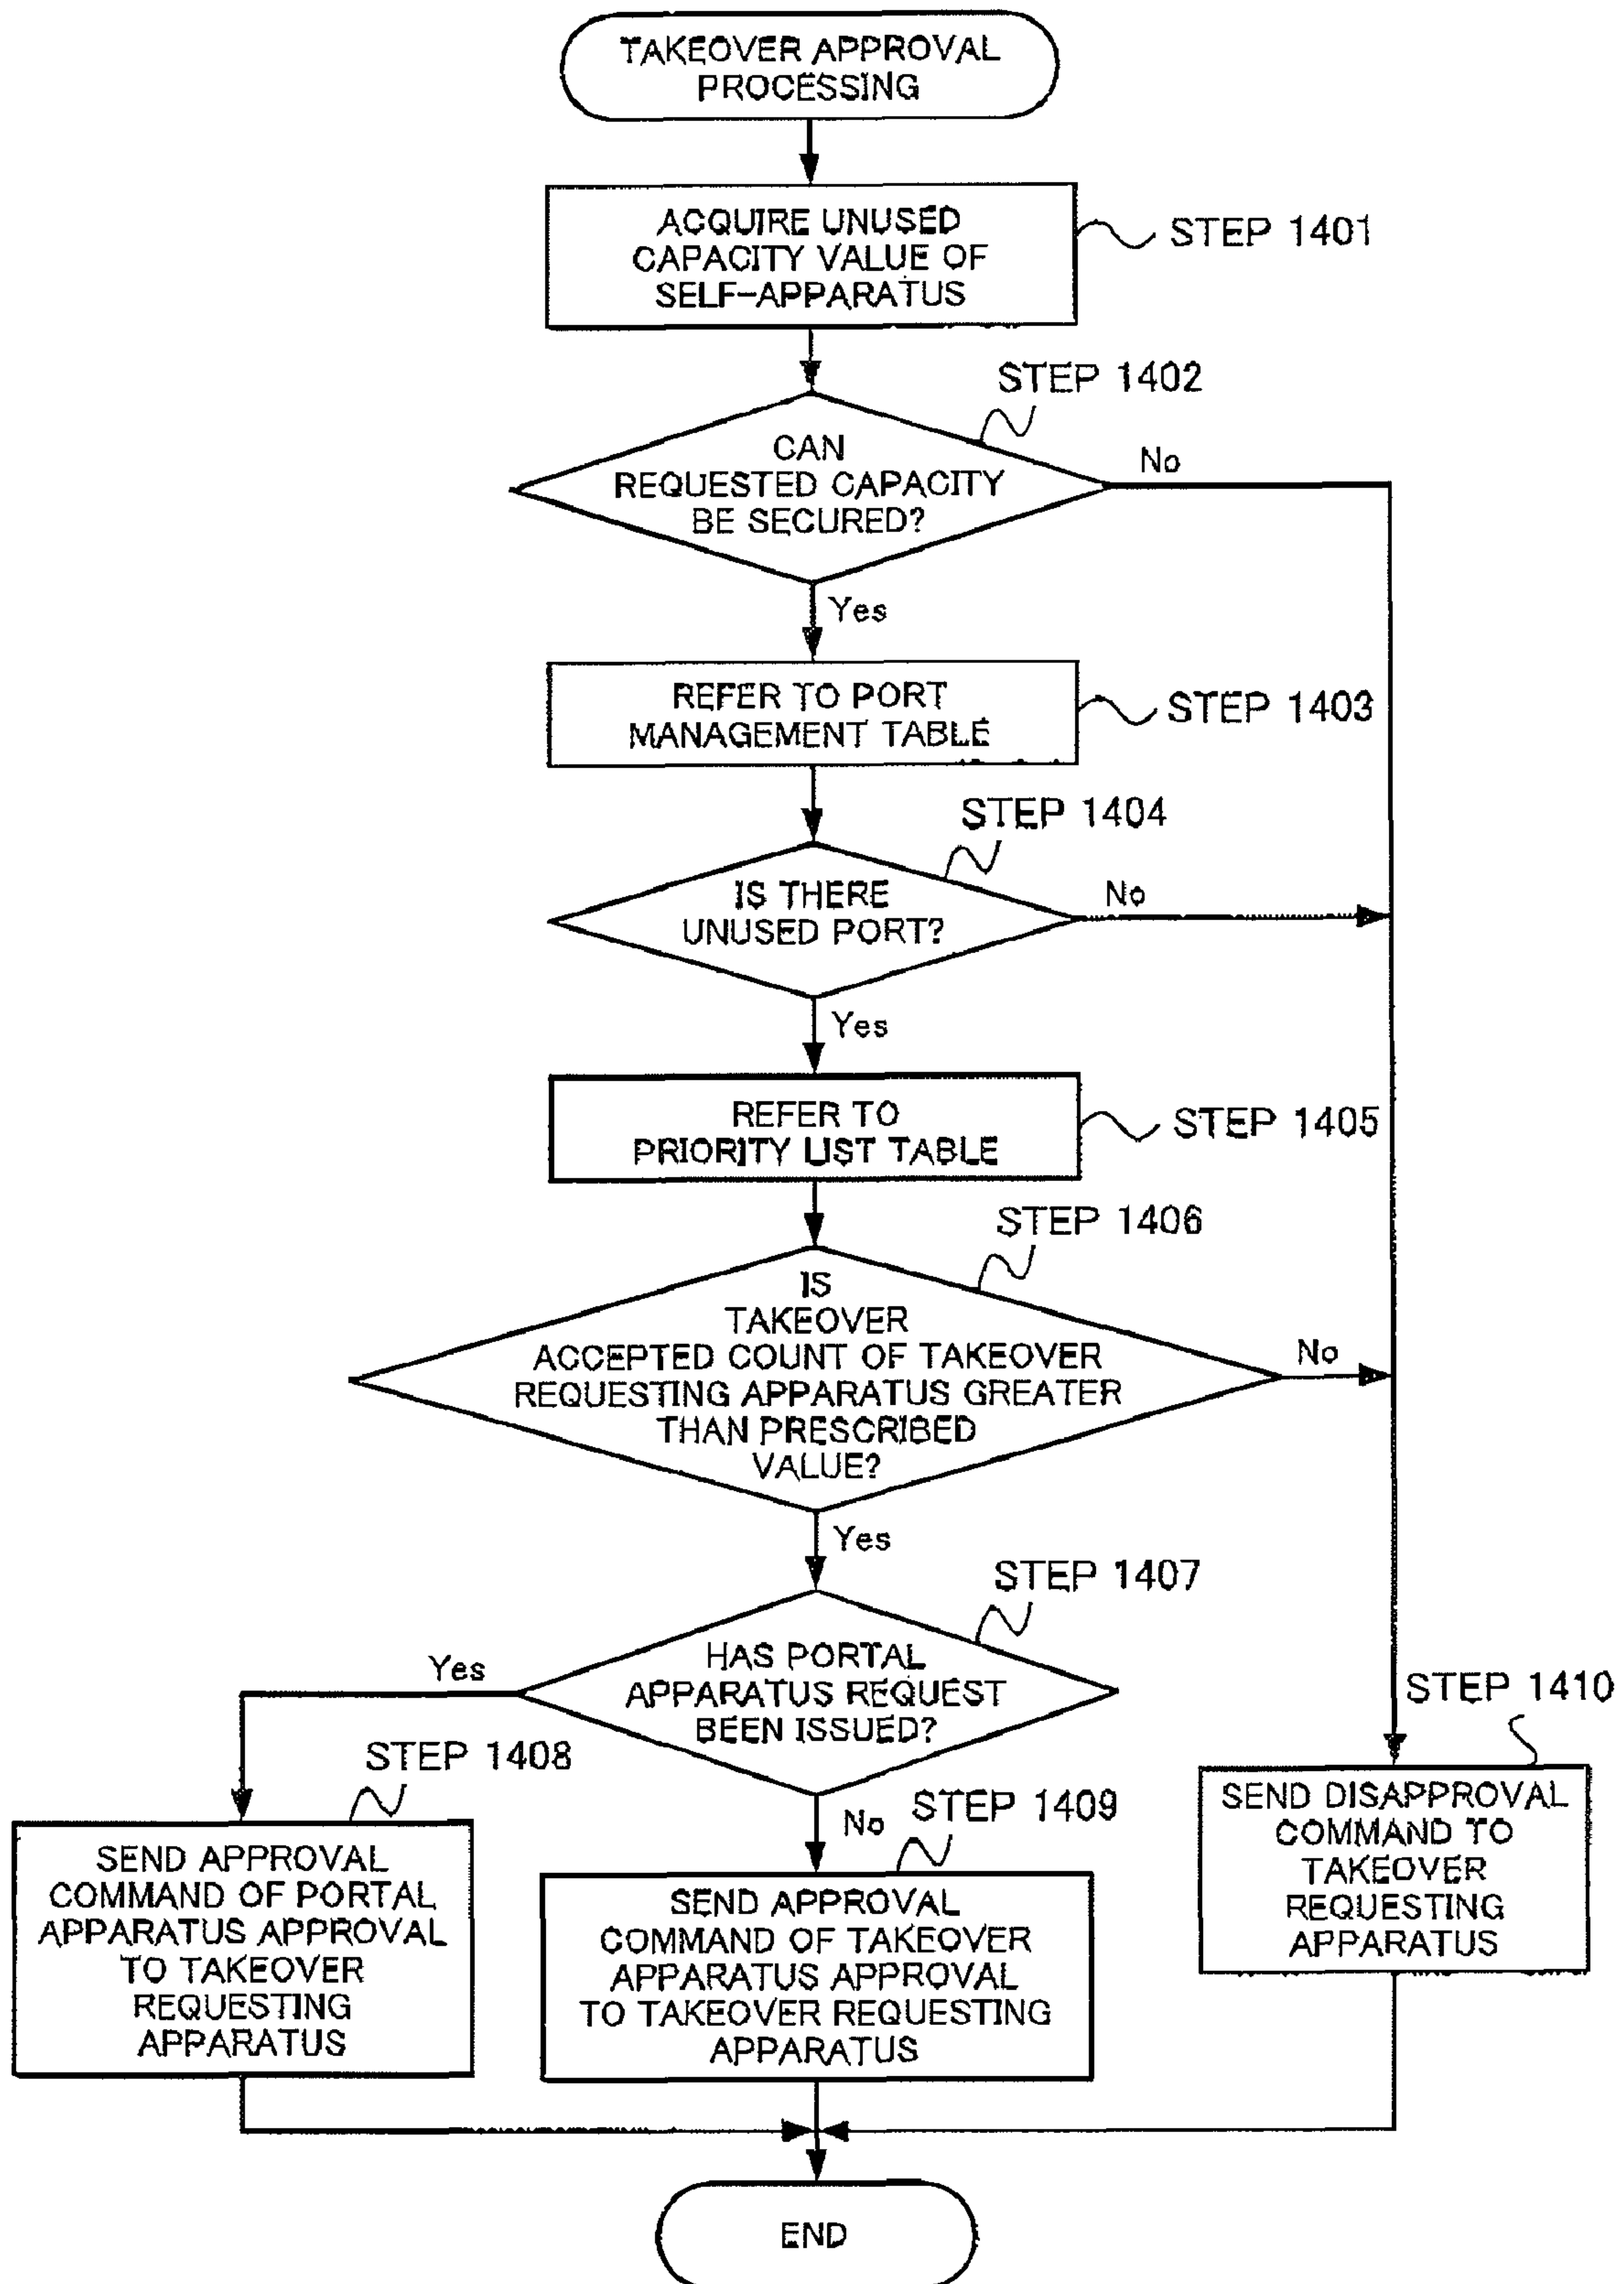 TAKEOVER APPROVAL
PROCESSING
ACQUIRE UNUSED
CAPACITY VALUE OF
SELF-APPARATUS
STEP 1401
STEP 1402
CAN
REQUESTED CAPACITY
BE SECURED?
No
Yes
REFER TO PORT
MANAGEMENT TABLE
STEP 1403
STEP 1404
IS THERE
UNUSED PORT?
No
Yes
REFER TO
PRIORITY LIST TABLE
STEP 1405
STEP 1406
IS
TAKEOVER
ACCEPTED COUNT OF TAKEOVER
REQUESTING APPARATUS GREATER
THAN PRESCRIBED
VALUE?
No
Yes
STEP 1407
HAS PORTAL
APPARATUS REQUEST
BEEN ISSUED?
Yes
No
STEP 1408
SEND APPROVAL
COMMAND OF PORTAL
APPARATUS APPROVAL
TO TAKEOVER
REQUESTING
APPARATUS
STEP 1409
SEND APPROVAL
COMMAND OF TAKEOVER
APPARATUS APPROVAL
TO TAKEOVER REQUESTING
APPARATUS
STEP 1410
SEND DISAPPROVAL
COMMAND TO
TAKEOVER
REQUESTING
APPARATUS
END